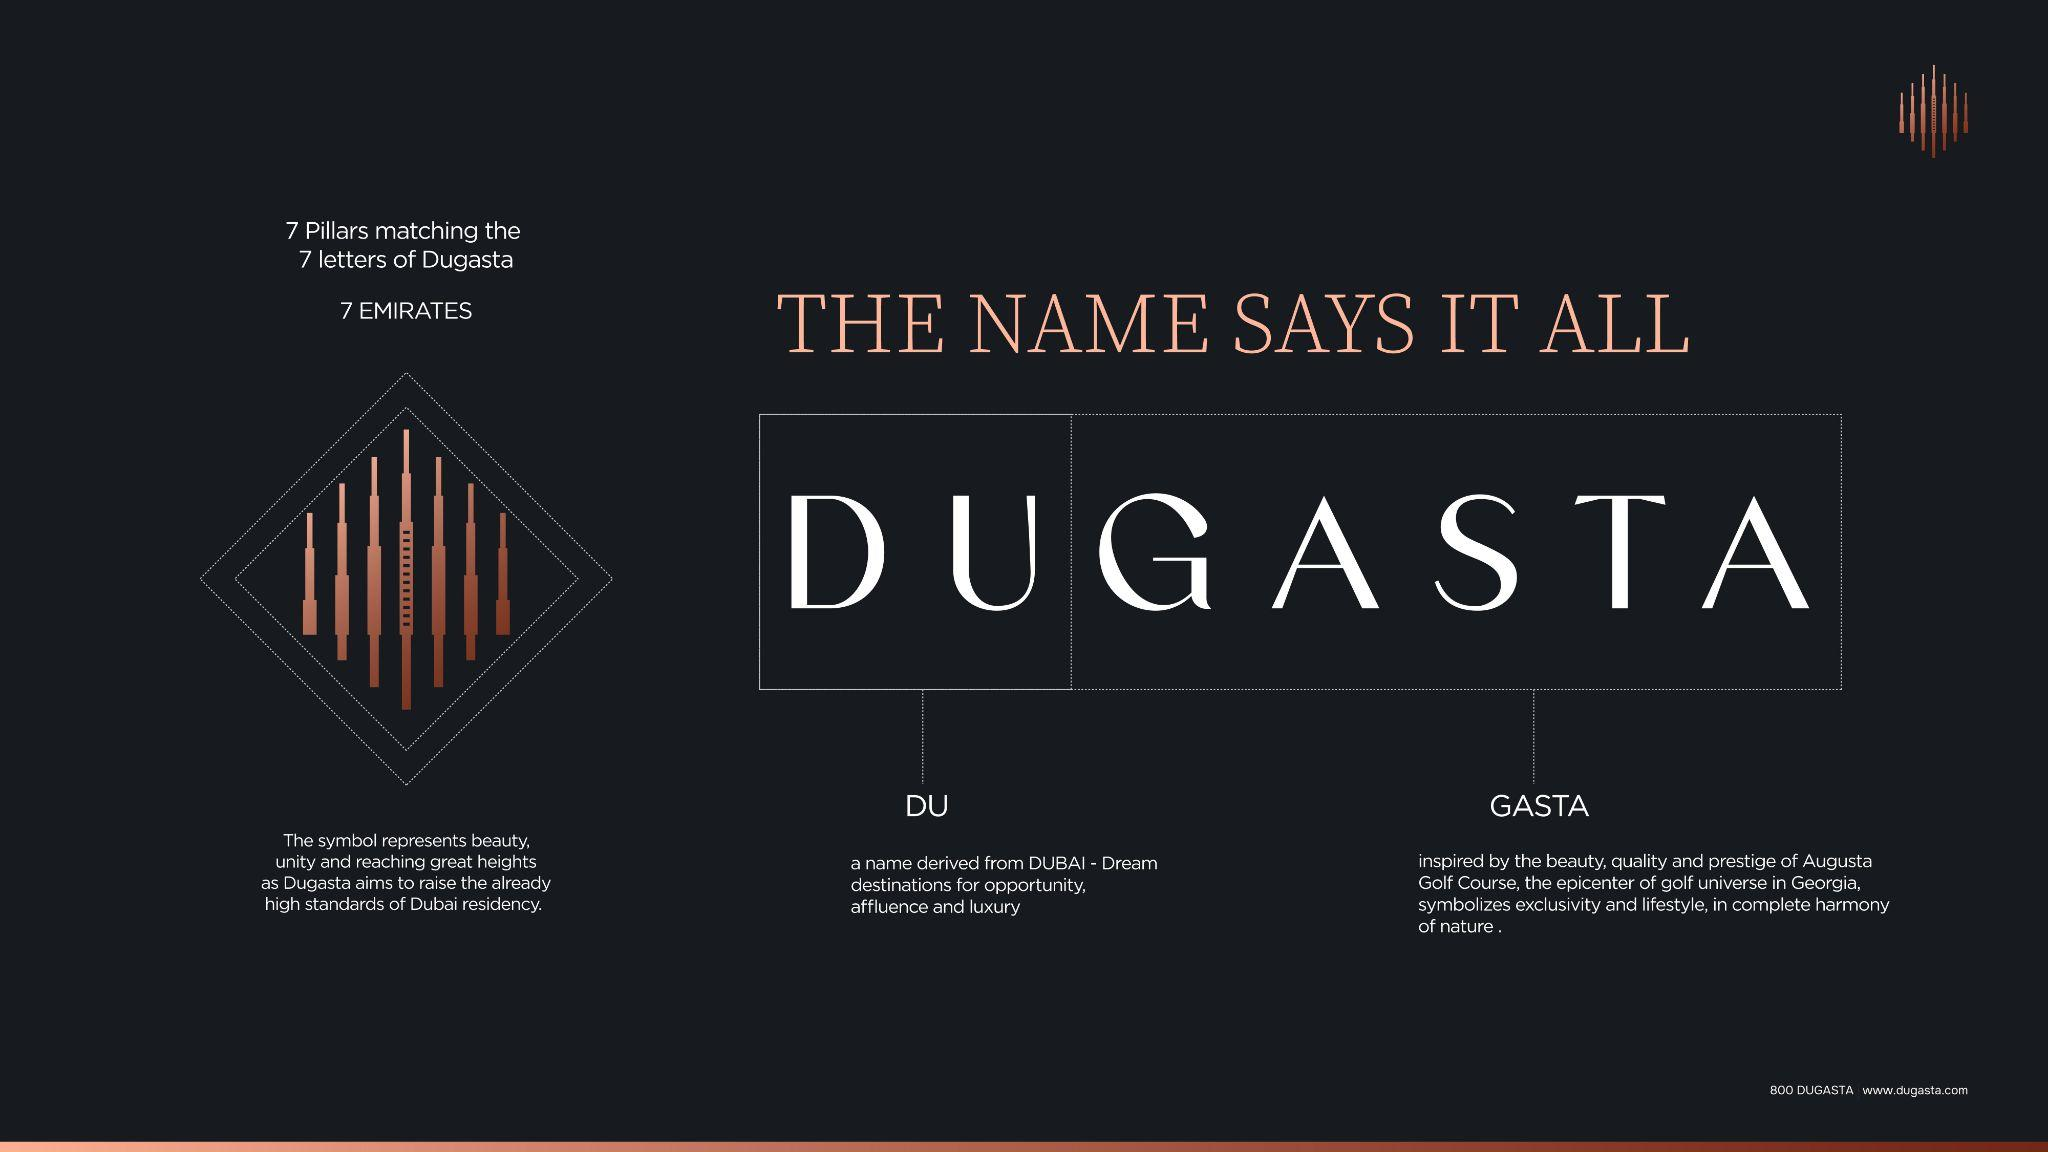 7 Pillars matching the
7 letters of Dugasta
7 EMIRATES
The symbol represents beauty,
unity and reaching great heights
as Dugasta aims to raise the already
high standards of Dubai residency.
THE NAME SAYS IT ALL
DUGASTA
DU
a name derived from DUBAI - Dream
destinations for opportunity,
affluence and luxury
GASTA
inspired by the beauty, quality and prestige of Augusta
Golf Course, the epicenter of golf universe in Georgia,
symbolizes exclusivity and lifestyle, in complete harmony
of nature .
800 DUGASTA www.dugasta.com